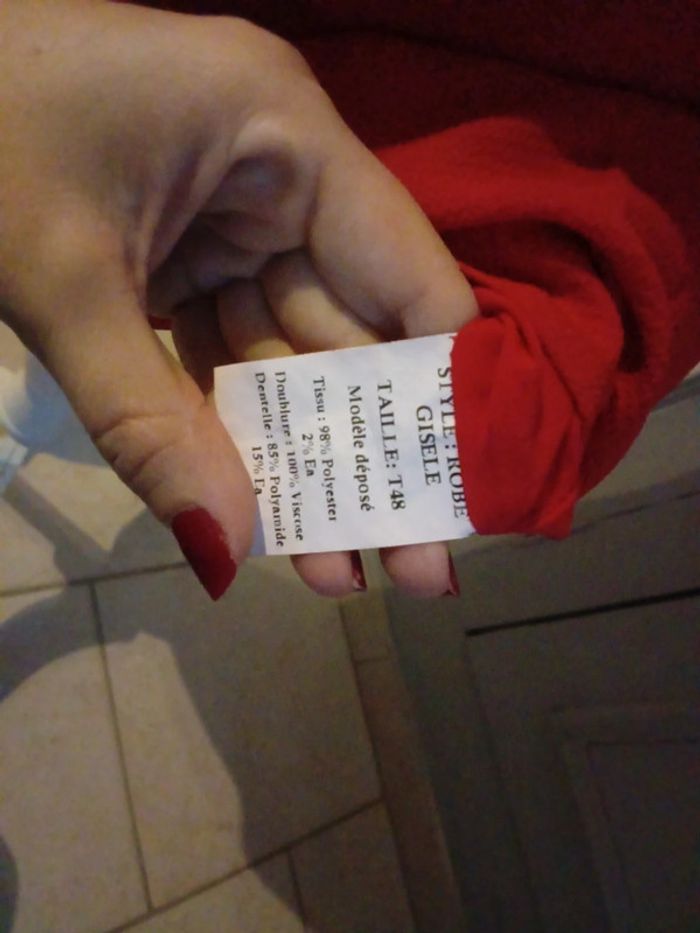 STYLE : ROBE
GISELE
TAILLE: T48
Modèle déposé
Tissu : 98% Polyester
2% Ea
Doublure : 100% Viscose
Dentelle : 85% Polyamide
15% Ea